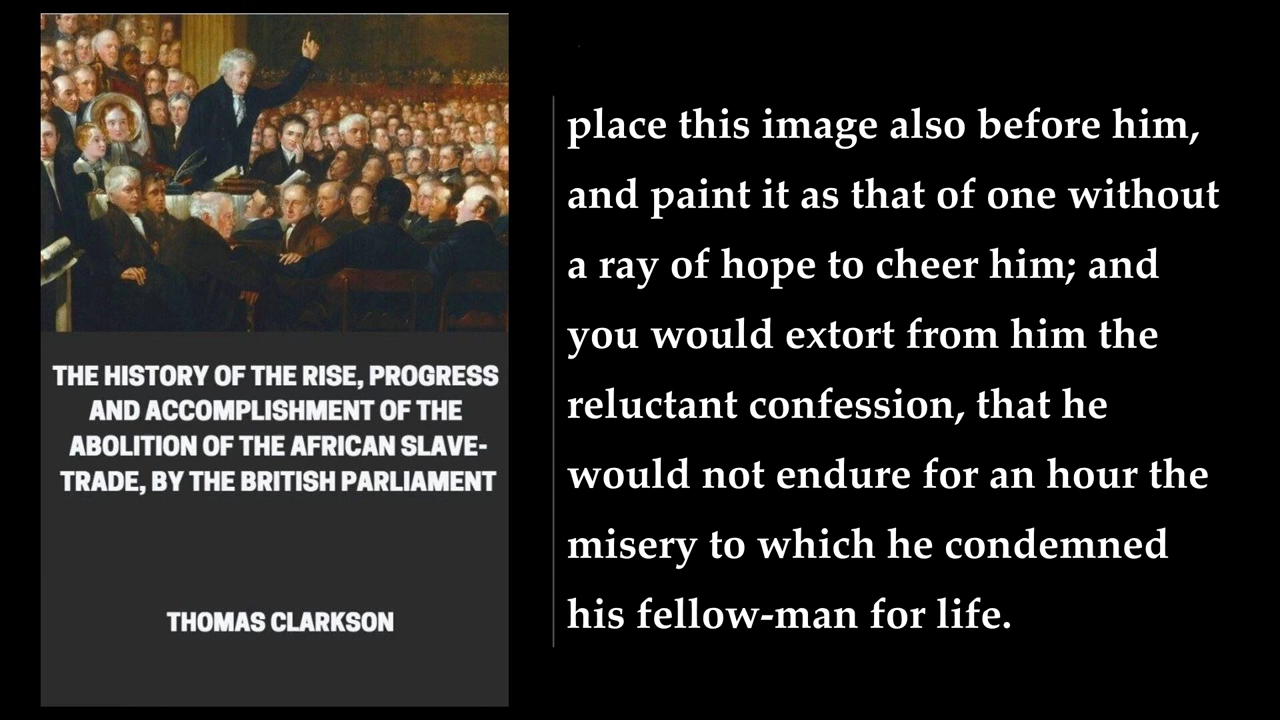 THE HISTORY OF THE RISE, PROGRESS
AND ACCOMPLISHMENT OF THE
ABOLITION OF THE AFRICAN SLAVE-
TRADE, BY THE BRITISH PARLIAMENT
THOMAS CLARKSON
place this image also before him,
and paint it as that of one without
a ray of hope to cheer him; and
you would extort from him the
reluctant confession, that he
would not endure for an hour the
misery to which he condemned
his fellow-man for life.